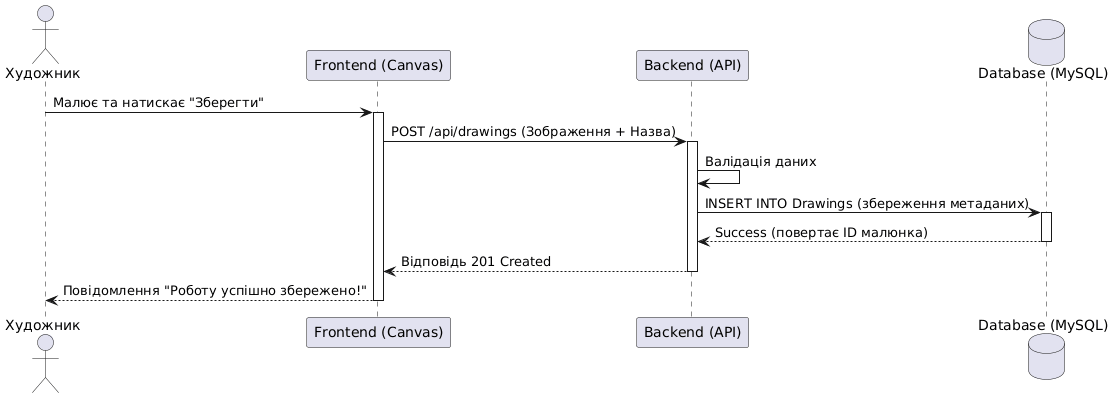 Художник
Frontend (Canvas)
Backend (API)
Database (MySQL)
Малює та натискає "Зберегти"
POST /api/drawings (Зображення + Назва)
Валідація даних
INSERT INTO Drawings (збереження метаданих)
Success (повертає ID малюнка)
Відповідь 201 Created
Повідомлення "Роботу успішно збережено!"
Художник
Frontend (Canvas)
Backend (API)
Database (MySQL)